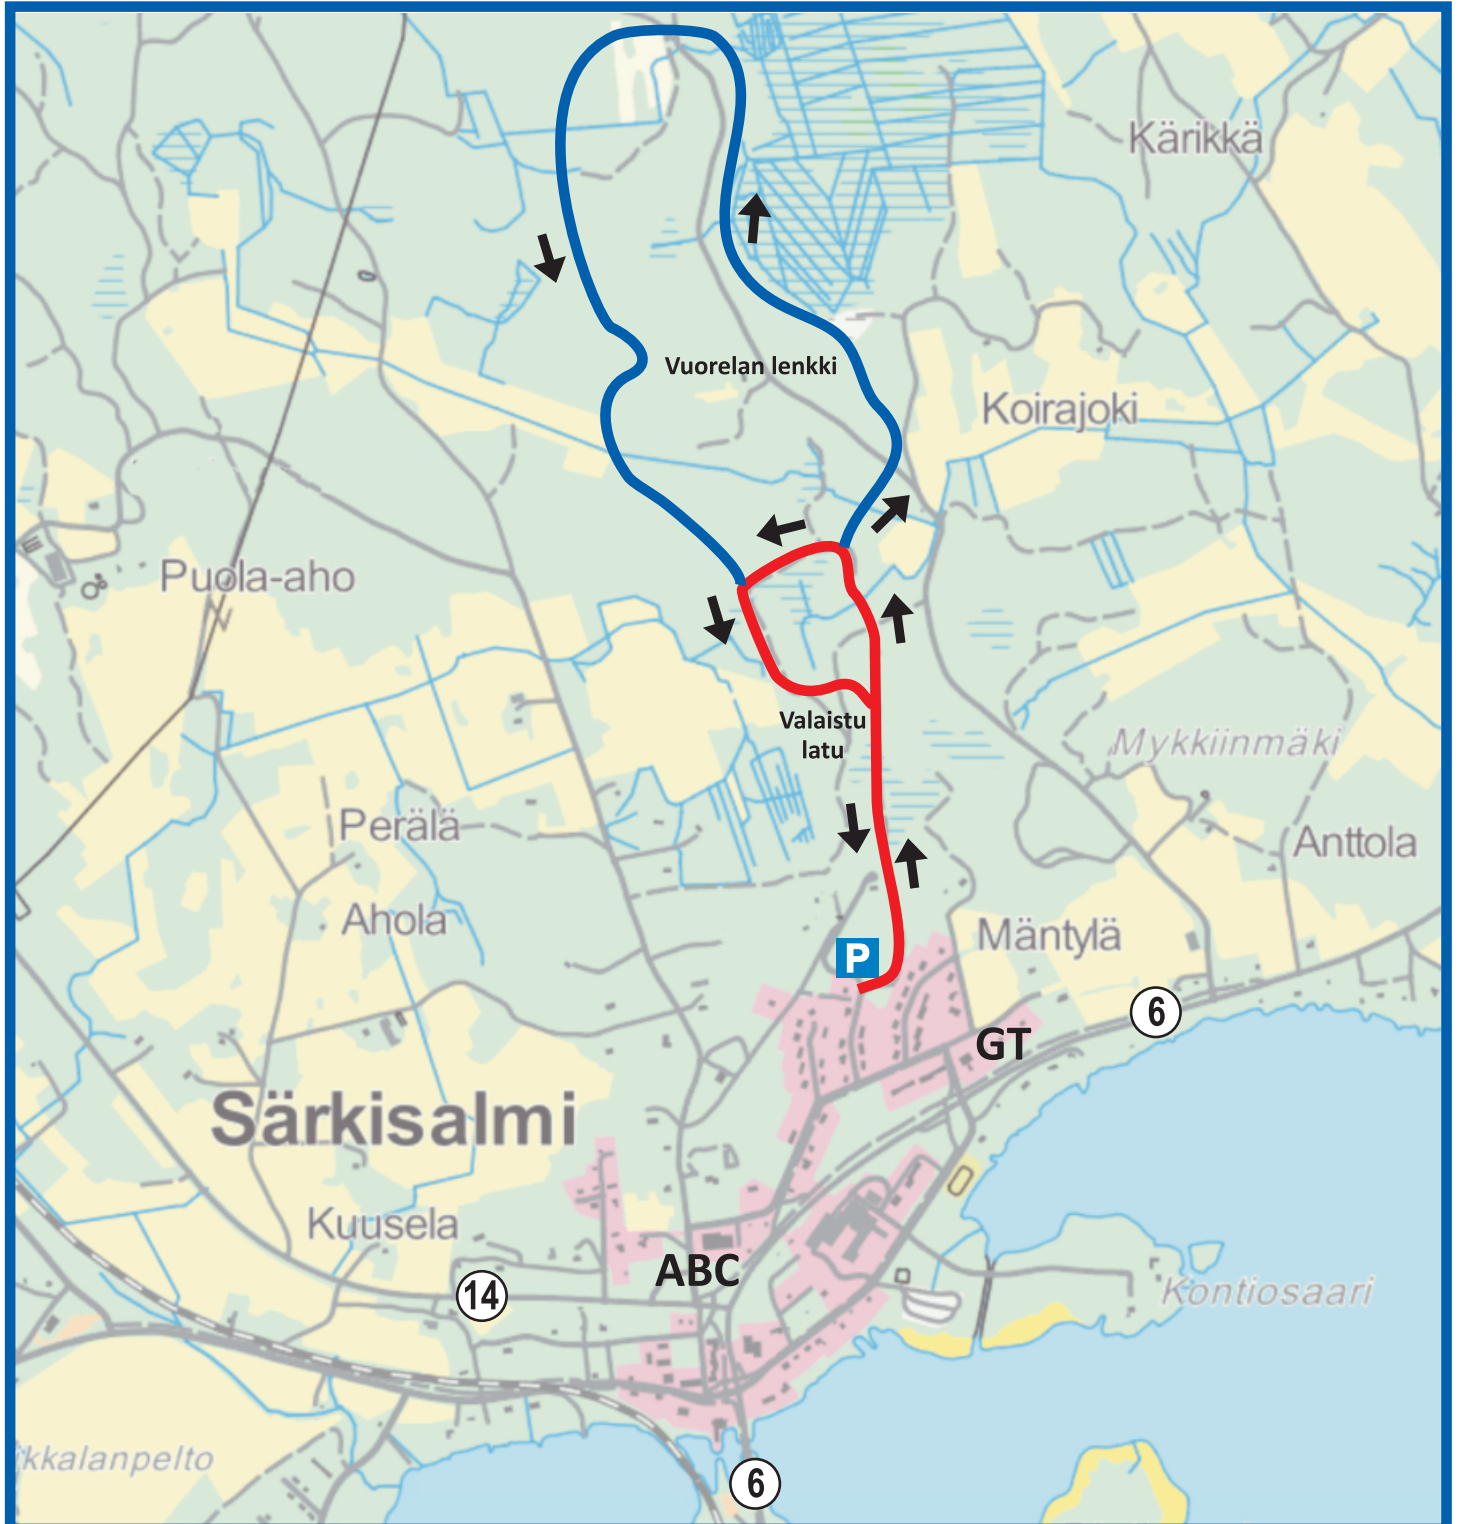 Kärikkä
Vuorelan lenkki
Koirajoki
Puola-aho
Valaistu
latu
Mykkiinmäki
Perälä
Anttola
Ahola
Mäntylä
P
6
GT
Särkisalmi
Kuusela
ABC
14
Kontiosaari
kkalanpelto
6